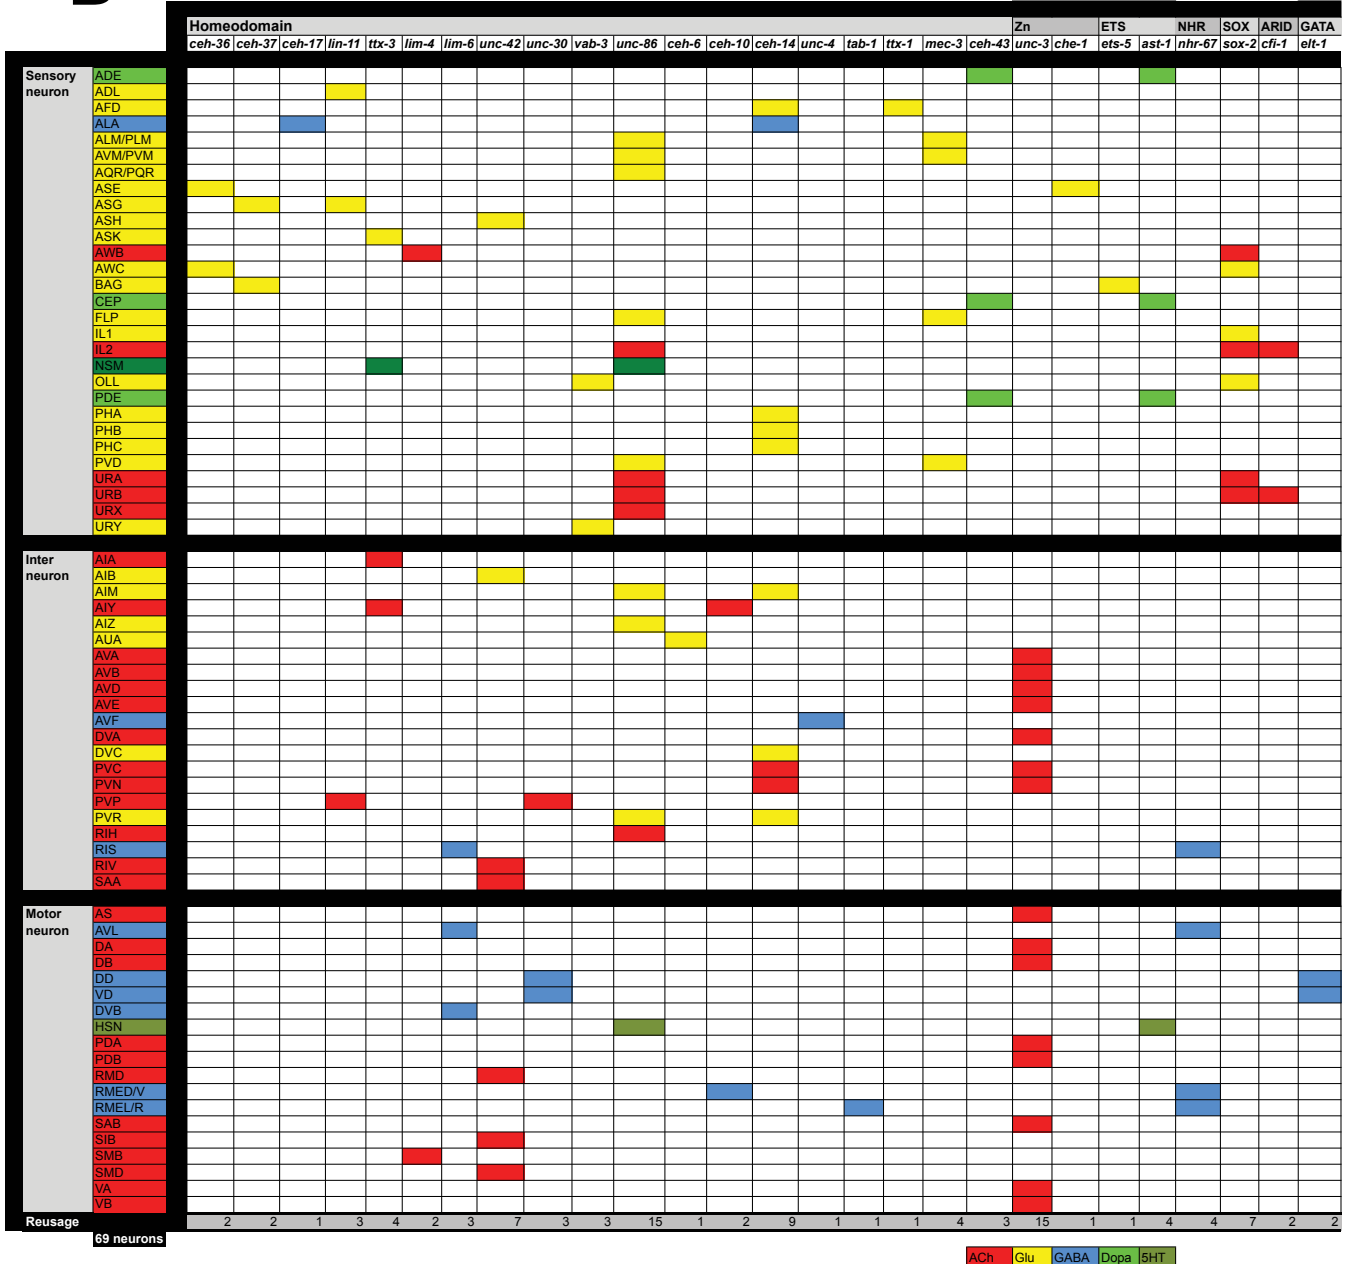 Homeodomain Zn ETS NHR SOX ARID GATA
ceh-36 ceh-37 ceh-17 lin-11 ttx-3 lim-4 lim-6 unc-42 unc-30 vab-3 unc-86 ceh-6 ceh-10 ceh-14 unc-4 tab-1 ttx-1 mec-3 ceh-43 unc-3 che-1 ets-5 ast-1 nhr-67 sox-2 cfi-1 elt-1
Sensory ADE
neuron ADL
AFD
ALA
ALM/PLM
AVM/PVM
AQR/PQR
ASE
ASG
ASH
ASK
AWB
AWC
BAG
CEP
FLP
IL1
IL2
NSM
OLL
PDE
PHA
PHB
PHC
PVD
URA
URB
URX
URY
Inter AIA
neuron AIB
AIM
AIY
AIZ
AUA
AVA
AVB
AVD
AVE
AVF
DVA
DVC
PVC
PVN
PVP
PVR
RIH
RIS
RIV
SAA
Motor AS
neuron AVL
DA
DB
DD
VD
DVB
HSN
PDA
PDB
RMD
RMED/V
RMEL/R
SAB
SIB
SMB
SMD
VA
VB
Reusage 2 2 1 3 4 2 3 7 3 3 15 1 2 9 1 1 1 4 3 15 1 1 4 4 7 2 2
69 neurons
ACh Glu GABA Dopa 5HT